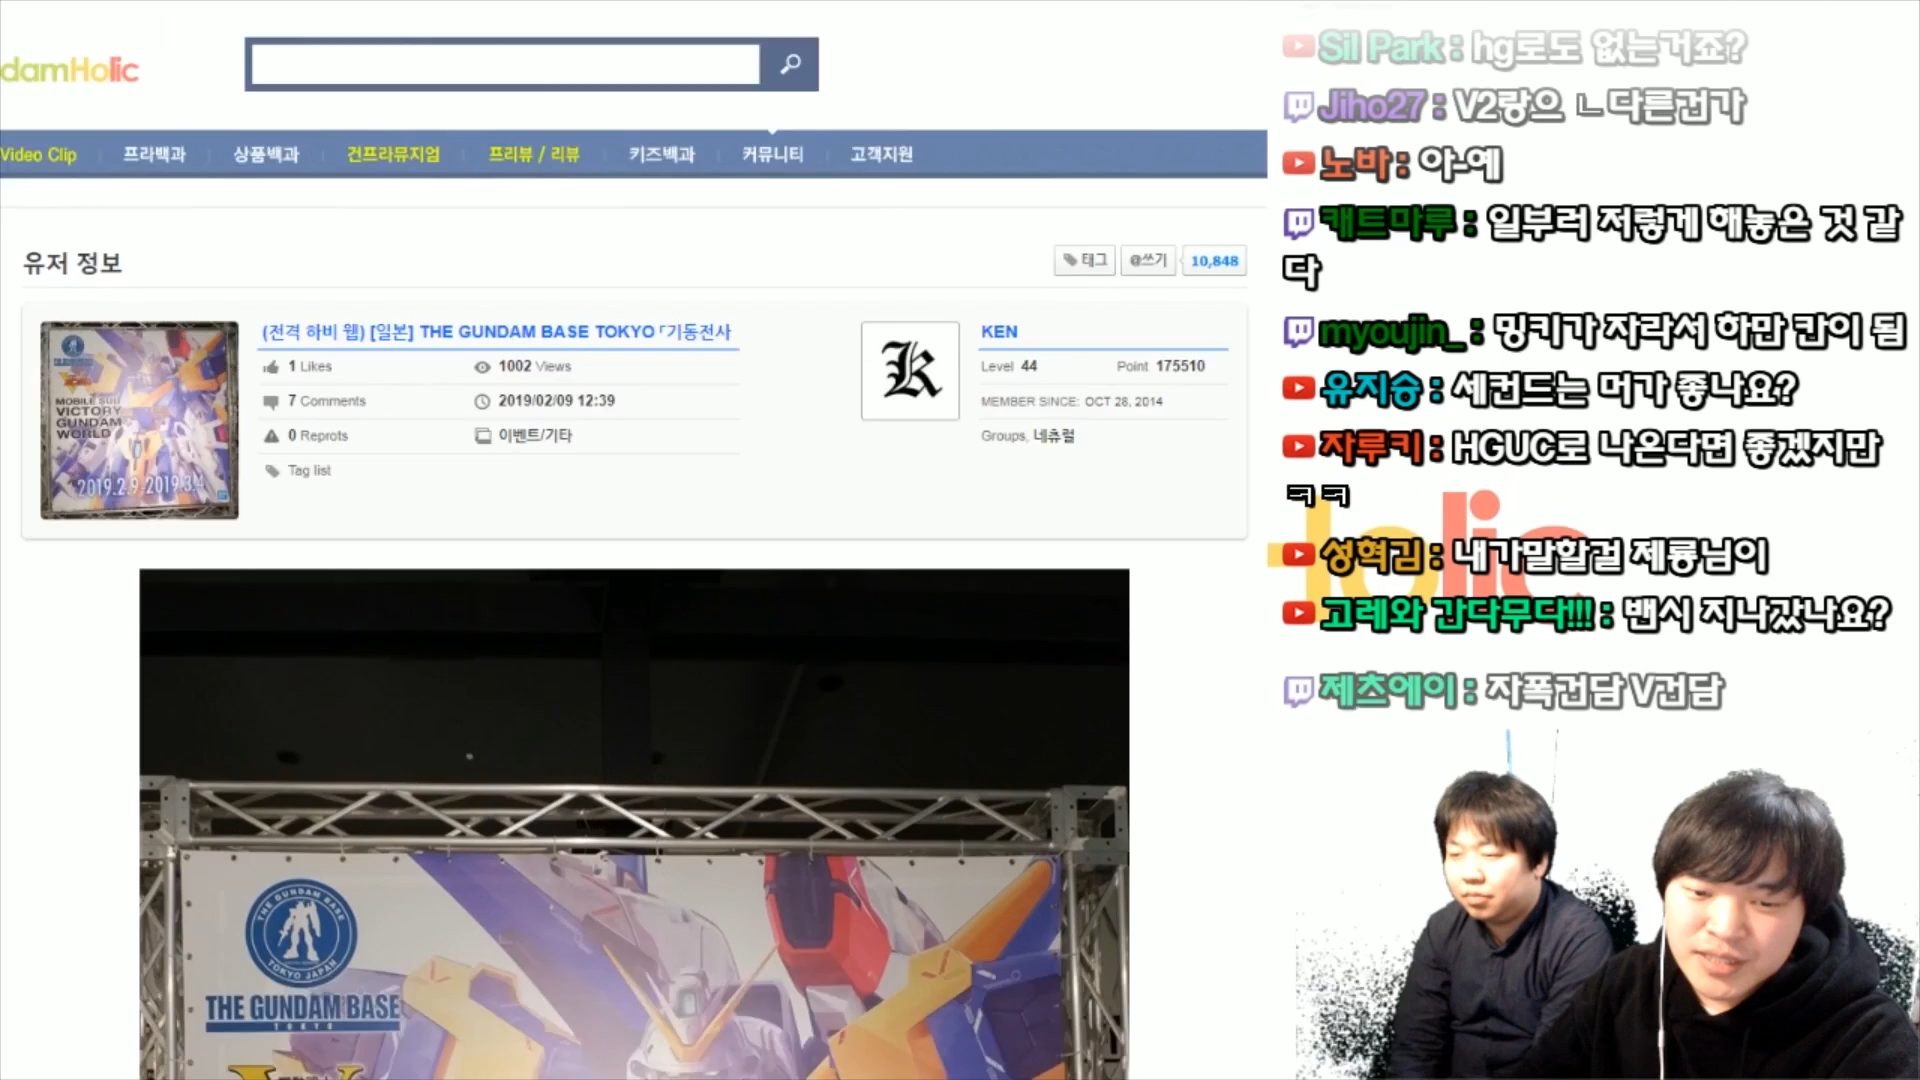 damHolic
Video Clip
프라백과
상품백과
건프라뮤지엄
프리뷰 / 리뷰
키즈백과
커뮤니티
고객지원
유저 정보
태그
@쓰기
10,848
(전격 하비 웹) [일본] THE GUNDAM BASE TOKYO「기동전사
1 Likes
1002 Views
7 Comments
2019/02/09 12:39
0 Reprots
이벤트/기타
Tag list
MOBILE SUIT
VICTORY
GUNDAM
WORLD
2019.2.9-2019.3.4
K
KEN
Level 44
Point 175510
MEMBER SINCE: OCT 28, 2014
Groups. 네츄럴
THE GUNDAM BASE
TOKYO JAPAN
THE GUNDAM BASE
TOKYO
Sil Park : hg로도 없는거죠?
Jiho27 : V2랑으 ㄴ다른건가
노바 : 아-예
캐트마루 : 일부러 저렇게 해놓은 것 같
다
myoujin_ : 밍키가 자라서 하만 칸이 됨
유지승 : 세컨드는 머가 좋나요?
자루키 : HGUC로 나온다면 좋겠지만
ㅋㅋ
Holic
성혁김 : 내가말할걸 제룡님이
고레와 간다무다!!! : 밴시 지나갔나요?
제츠에이 : 자폭건담 V건담